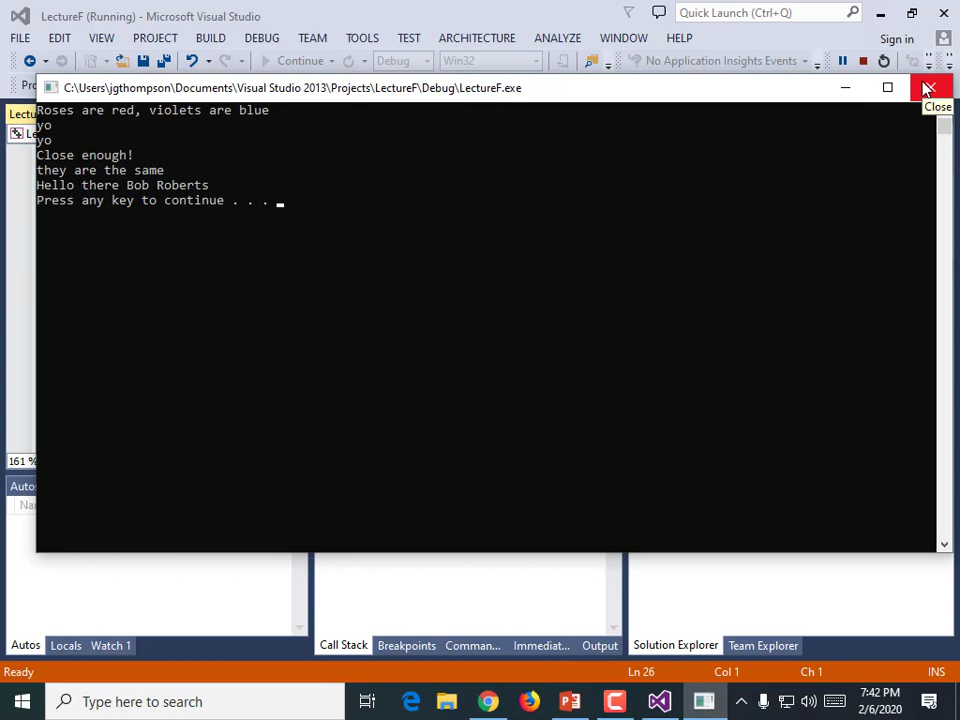 LectureF (Running) - Microsoft Visual Studio
Quick Launch (Ctrl+Q)
FILE EDIT VIEW PROJECT BUILD DEBUG TEAM TOOLS TEST ARCHITECTURE ANALYZE WINDOW HELP
Sign in
Continue Debug Win32 No Application Insights Events
C:\Users\jgthompson\Documents\Visual Studio 2013\Projects\LectureF\Debug\LectureF.exe
Close
Roses are red, violets are blue
yo
yo
Close enough!
they are the same
Hello there Bob Roberts
Press any key to continue . . .
161 %
Autos Locals Watch 1
Call Stack Breakpoints Comman... Immediat... Output
Solution Explorer Team Explorer
Ready Ln 26 Col 1 Ch 1 INS
Type here to search
7:42 PM
2/6/2020